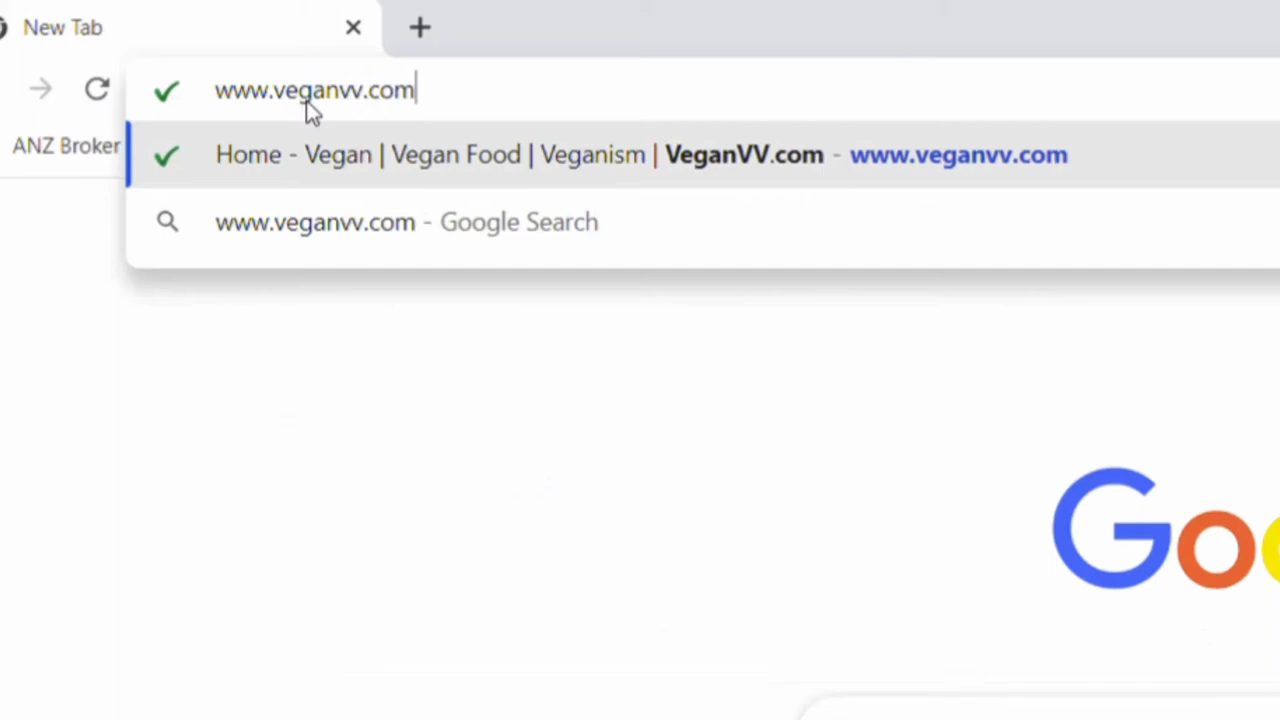 New Tab
www.veganvv.com
ANZ Broker
Home - Vegan | Vegan Food | Veganism | VeganVV.com - www.veganvv.com
www.veganvv.com - Google Search
Goo